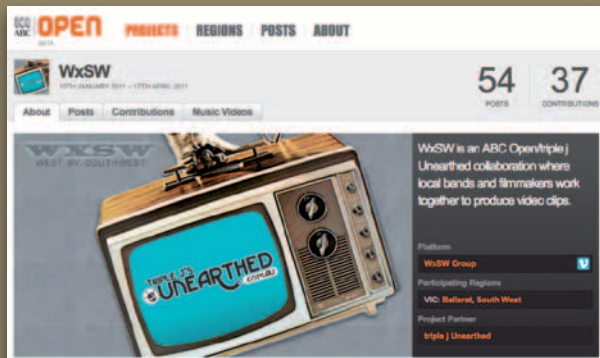 ABC OPEN
BETA
PROJECTS REGIONS POSTS ABOUT
WxSW
10TH JANUARY 2011 – 17TH APRIL 2011
54
POSTS
37
CONTRIBUTIONS
About Posts Contributions Music Videos
WXSW
WEST BY SOUTHWEST
TRIPLE J'S
UNEARTHED
.COM.AU
WxSW is an ABC Open/triple j
Unearthed collaboration where
local bands and filmmakers work
together to produce video clips.
Platform
WxSW Group
Participating Regions
VIC: Ballarat, South West
Project Partner
triple j Unearthed